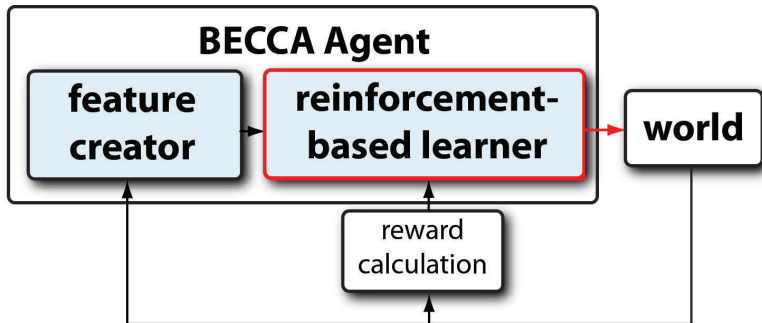 BECCA Agent
feature
creator
reinforcement-
based learner
world
reward
calculation